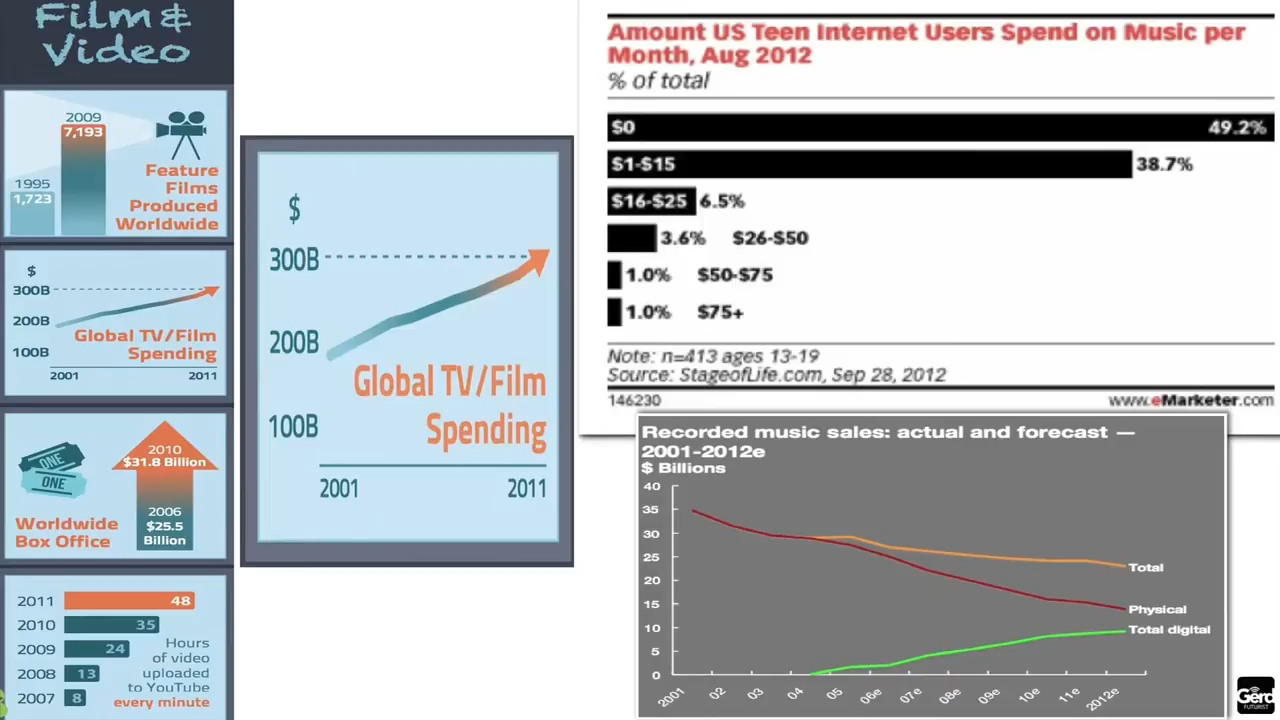 Film &
Video
2009
7,193
1995
1,723
Feature
Films
Produced
Worldwide
$
300B
200B
100B
Global TV/Film
Spending
2001 2011
ONE
ONE
2010
$31.8 Billion
2006
$25.5
Billion
Worldwide
Box Office
2011 48
2010 35
2009 24
2008 13
2007 8
Hours
of video
uploaded
to YouTube
every minute
$
300B
200B
100B
Global TV/Film
Spending
2001 2011
Amount US Teen Internet Users Spend on Music per
Month, Aug 2012
% of total
$0 49.2%
$1-$15 38.7%
$16-$25 6.5%
3.6% $26-$50
1.0% $50-$75
1.0% $75+
Note: n=413 ages 13-19
Source: StageofLife.com, Sep 28, 2012
146230 www.eMarketer.com
Recorded music sales: actual and forecast —
2001-2012e
$ Billions
40
35
30
25
20
15
10
5
0
Total
Physical
Total digital
2001 02 03 04 05 06e 07e 08e 09e 10e 11e 2012e
Gerd
FUTURIST